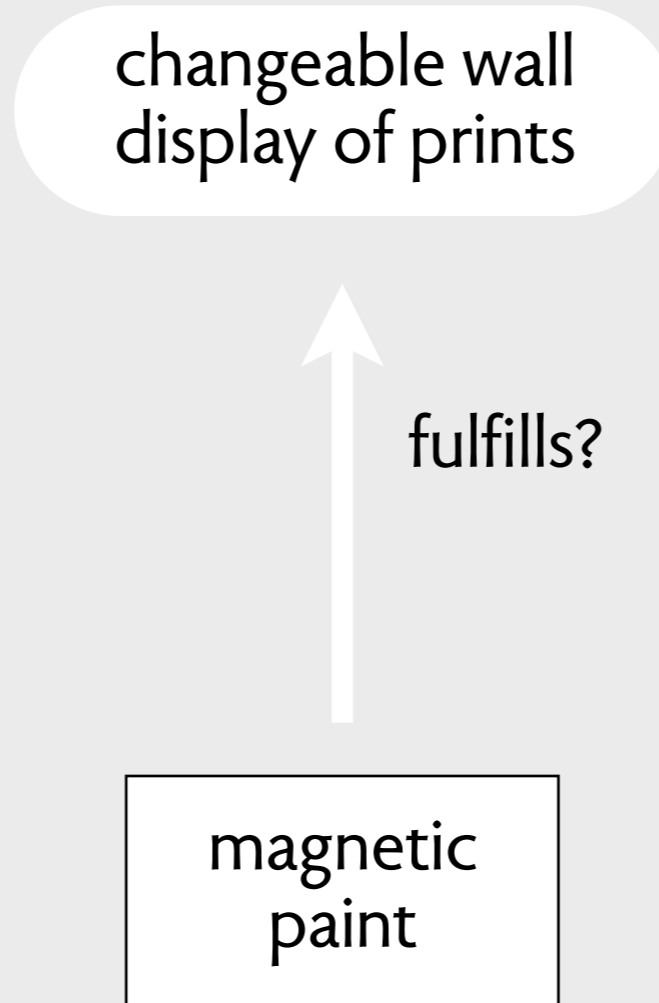 changeable wall
display of prints
fulfills?
magnetic
paint